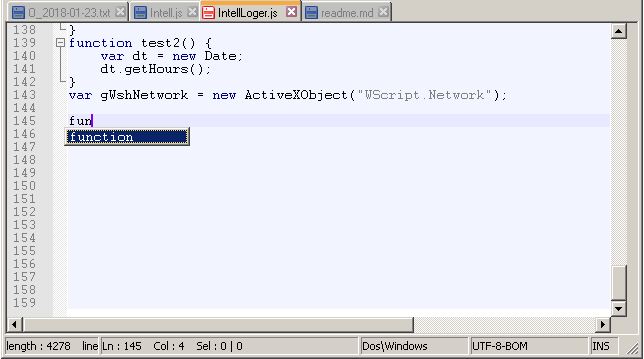 O_2018-01-23.txt Intell.js IntellLoger.js readme.md
138 }
139 function test2() {
140 var dt = new Date;
141 dt.getHours();
142 }
143 var gWshNetwork = new ActiveXObject("WScript.Network");
144
145 fun
146 function
147
148
149
150
151
152
153
154
155
156
157
158
159
length : 4278 line Ln : 145 Col : 4 Sel : 0 | 0 Dos\Windows UTF-8-BOM INS